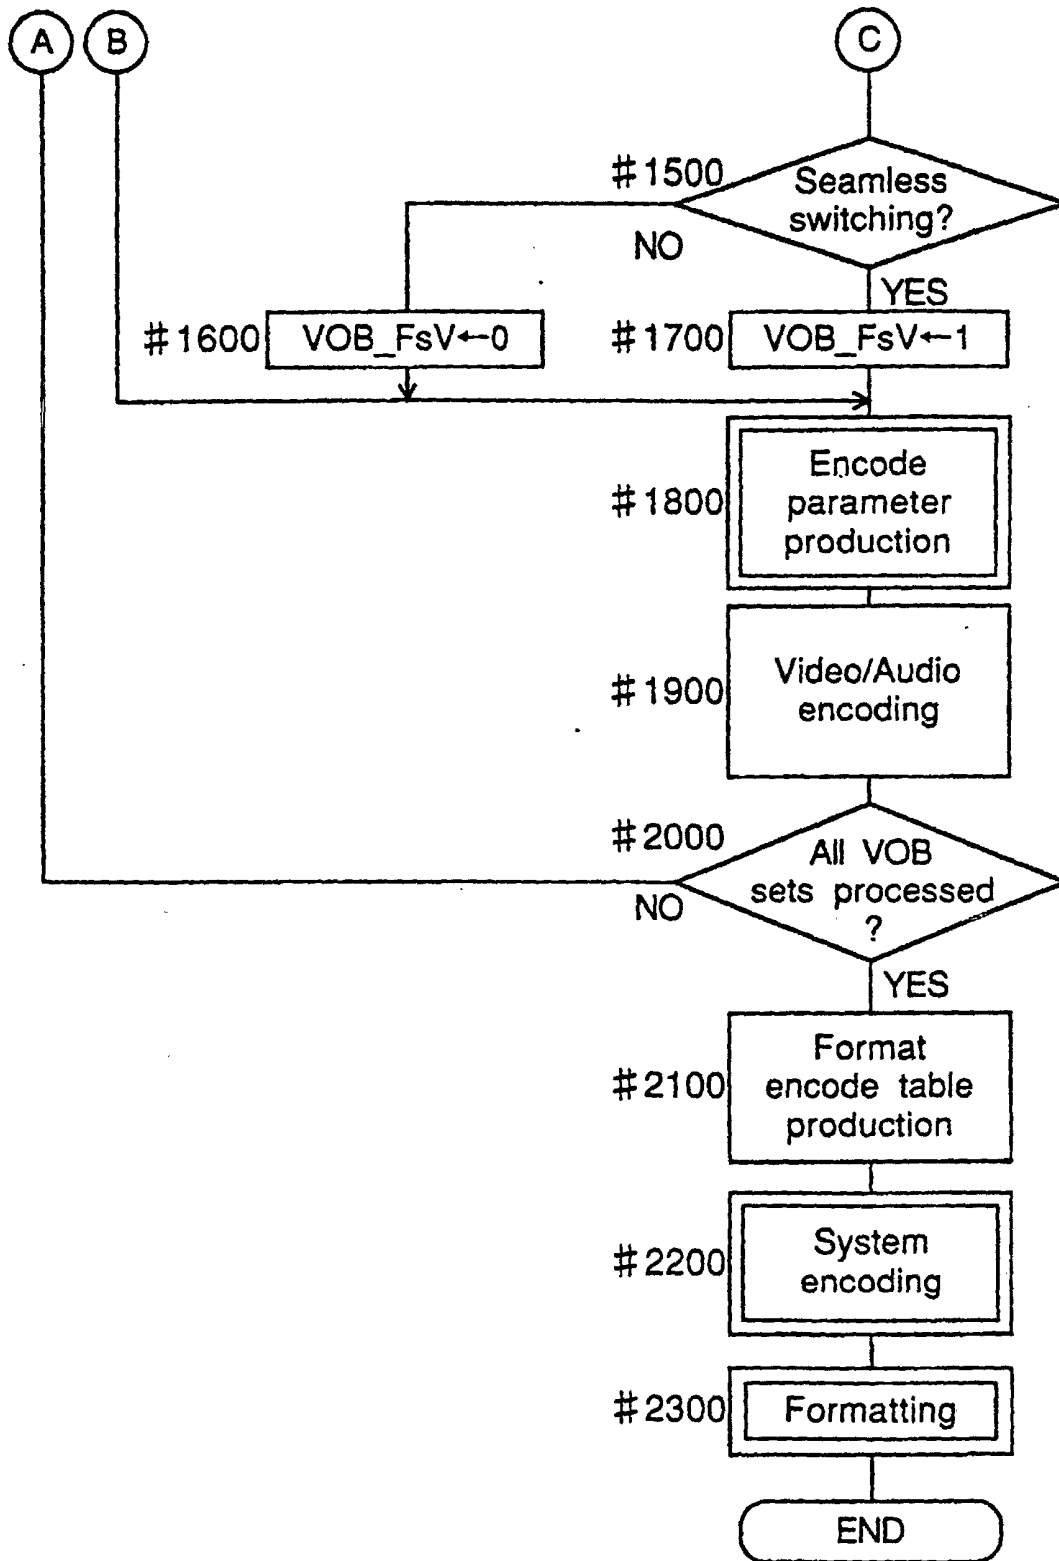 A B C
#1500
Seamless
switching?
NO
YES
#1600
VOB_FsV←0
#1700
VOB_FsV←1
#1800
Encode
parameter
production
#1900
Video/Audio
encoding
#2000
All VOB
sets processed
?
NO
YES
#2100
Format
encode table
production
#2200
System
encoding
#2300
Formatting
END